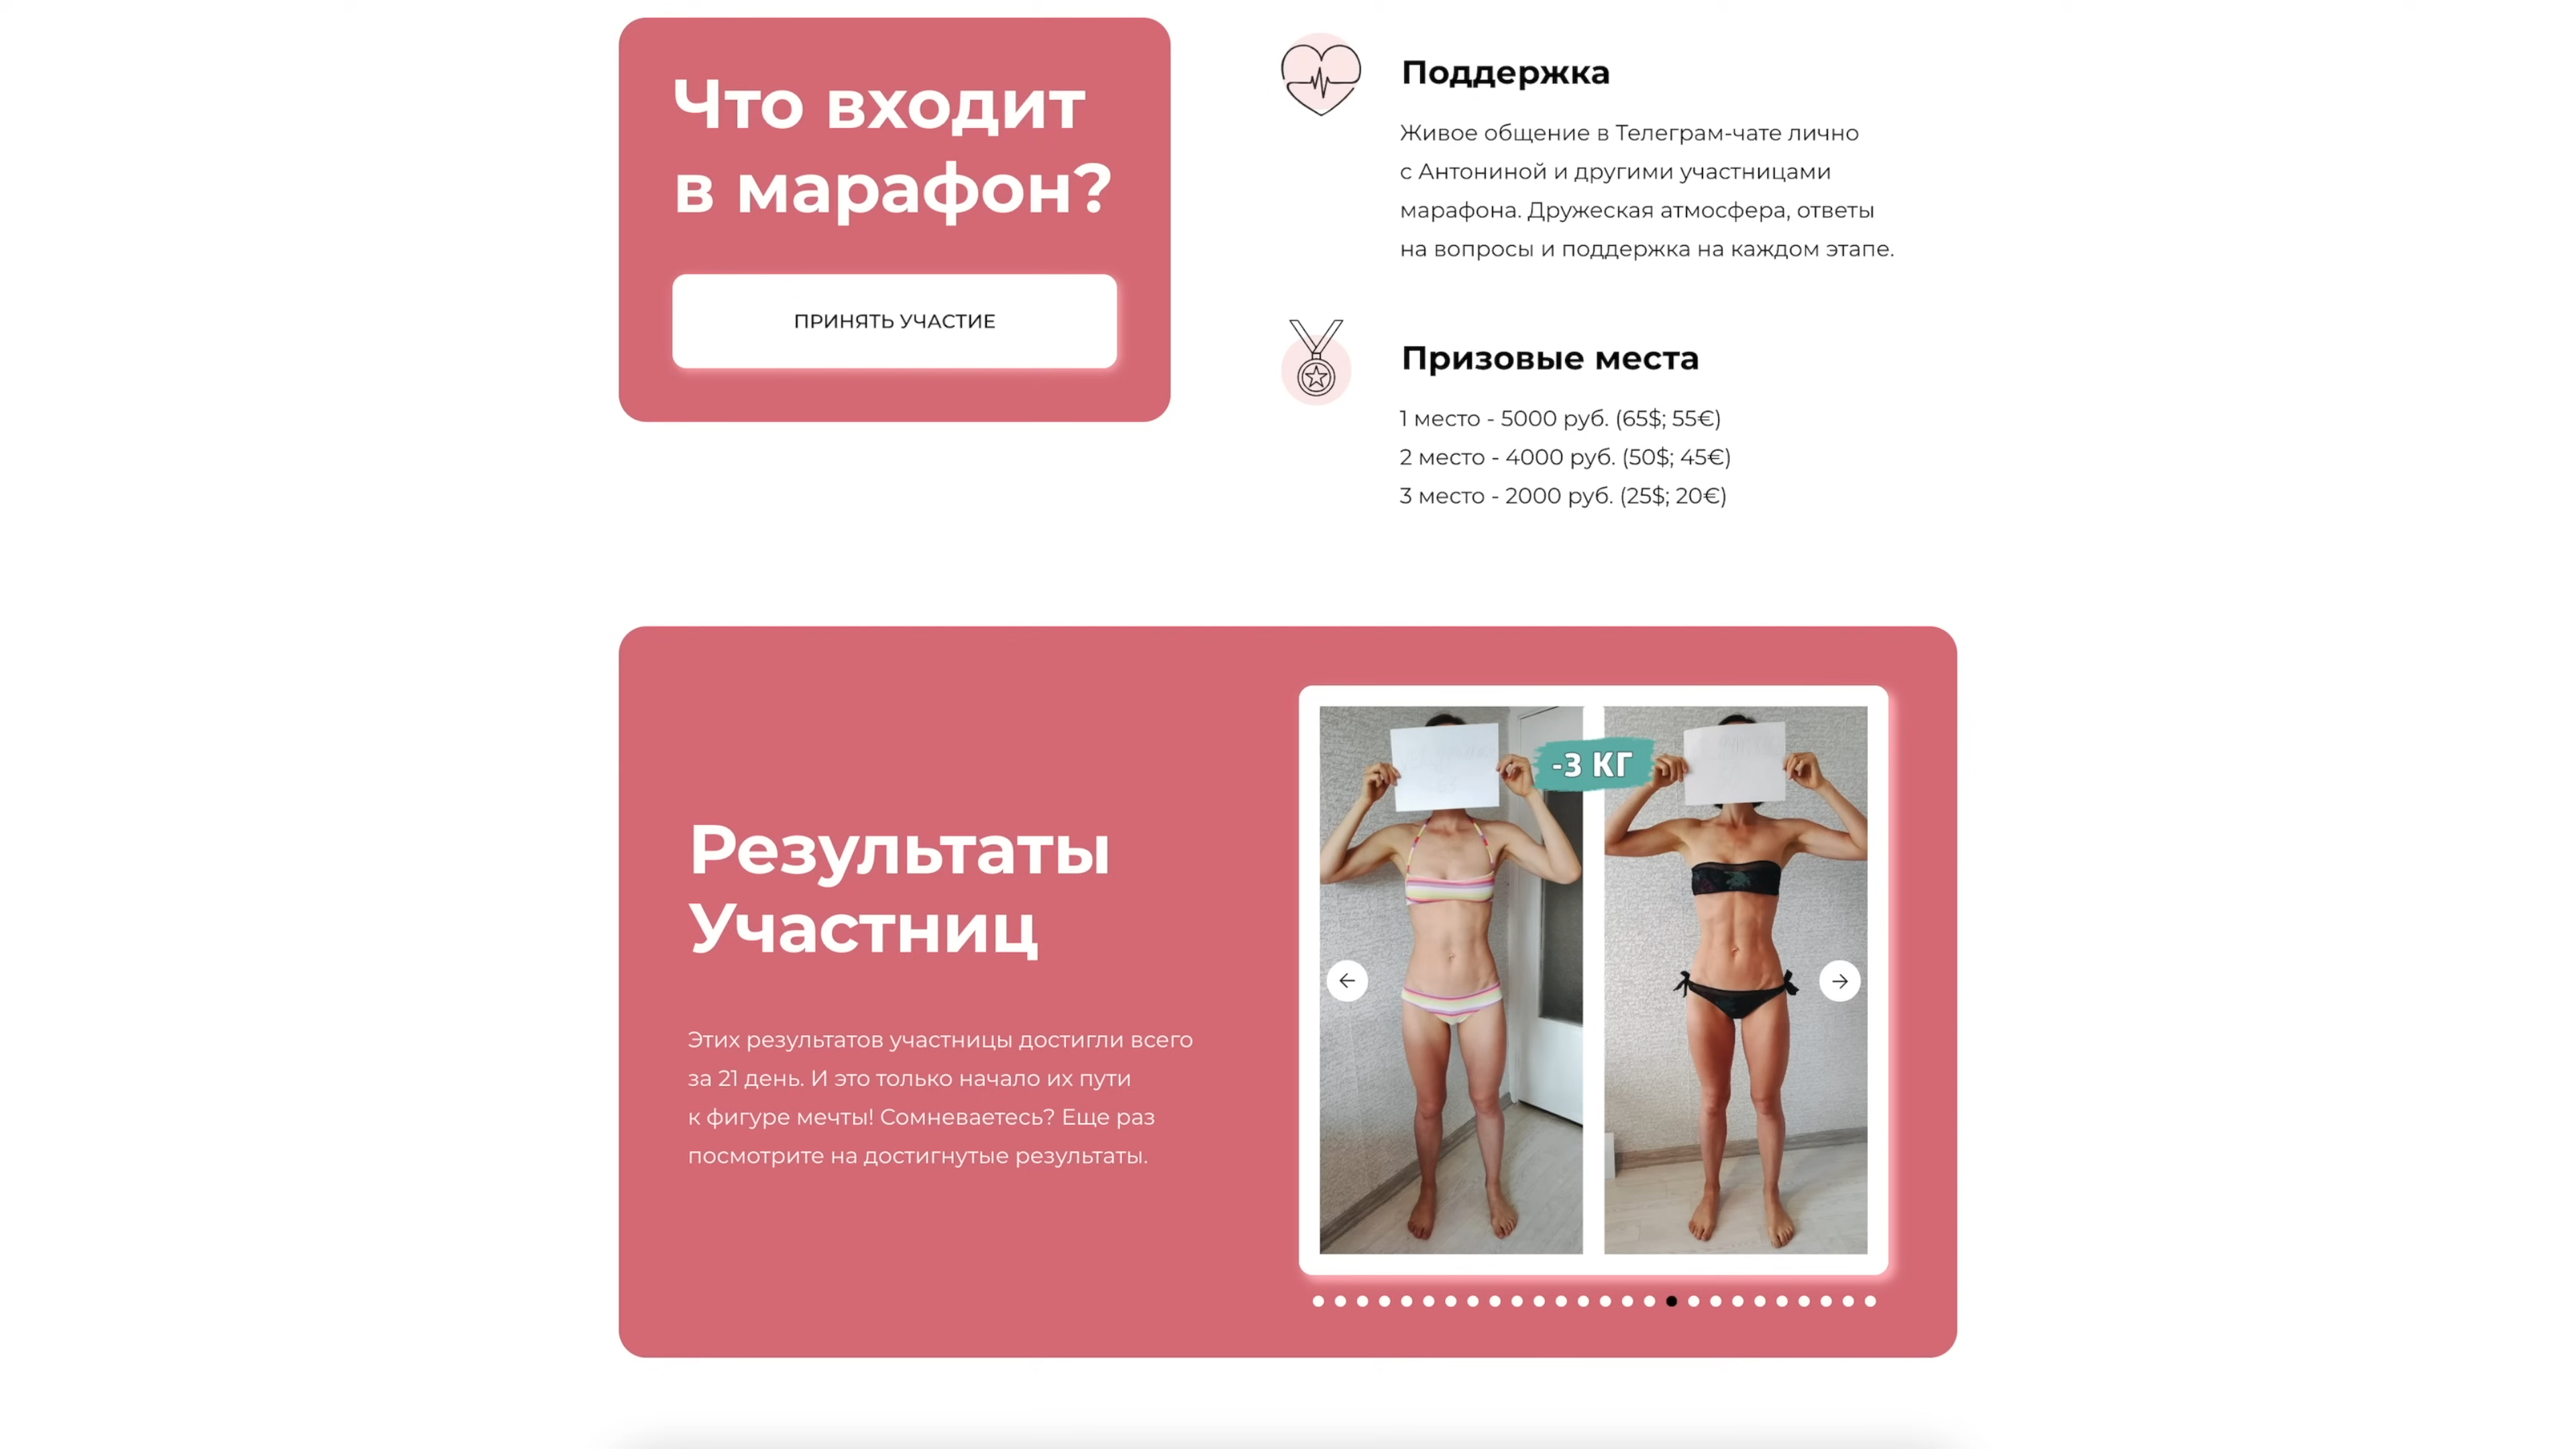 Что входит
в марафон?
ПРИНЯТЬ УЧАСТИЕ
Поддержка
Живое общение в Телеграм-чате лично
с Антониной и другими участницами
марафона. Дружеская атмосфера, ответы
на вопросы и поддержка на каждом этапе.
Призовые места
1 место - 5000 руб. (65$; 55€)
2 место - 4000 руб. (50$; 45€)
3 место - 2000 руб. (25$; 20€)
Результаты
Участниц
Этих результатов участницы достигли всего
за 21 день. И это только начало их пути
к фигуре мечты! Сомневаетесь? Еще раз
посмотрите на достигнутые результаты.
-3 КГ